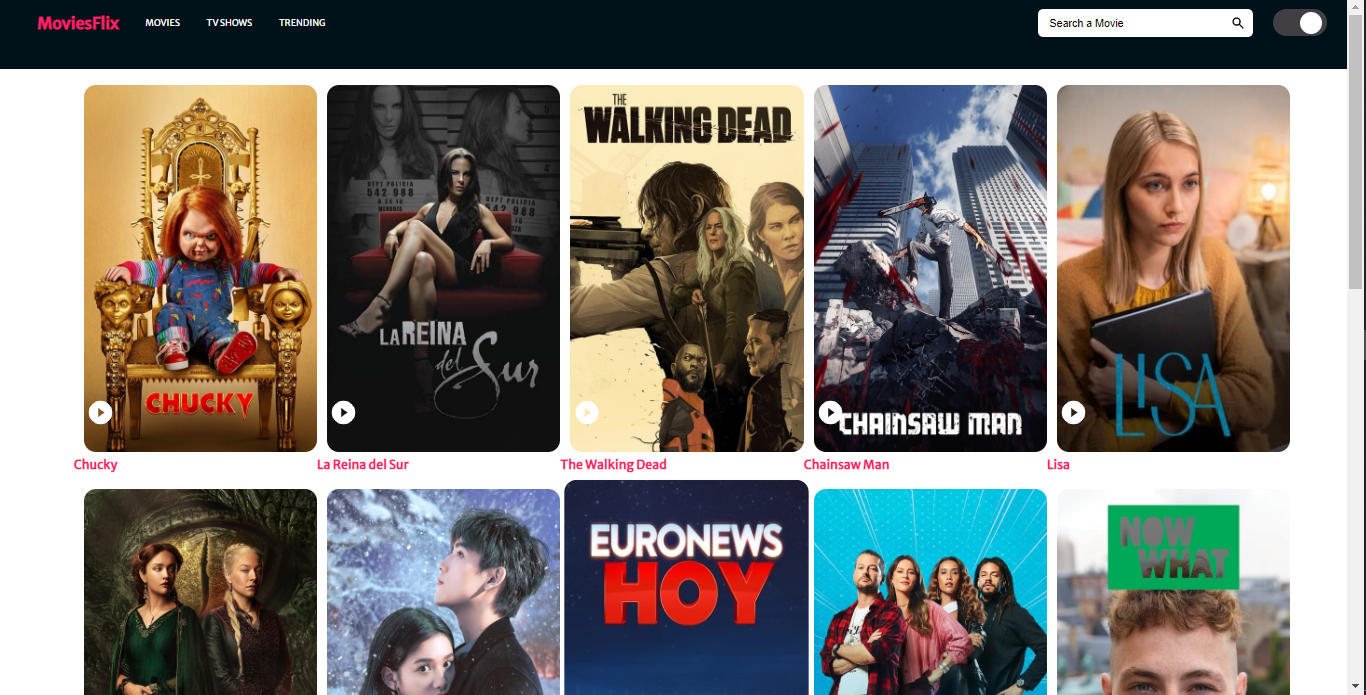 MoviesFlix
MOVIES
TV SHOWS
TRENDING
Search a Movie
CHUCKY
DEPT POLICIA
542 988
LA REINA
del Sur
THE
WALKING DEAD
CHAINSAW MAN
LISA
Chucky
La Reina del Sur
The Walking Dead
Chainsaw Man
Lisa
EURONEWS
HOY
NOW
WHAT